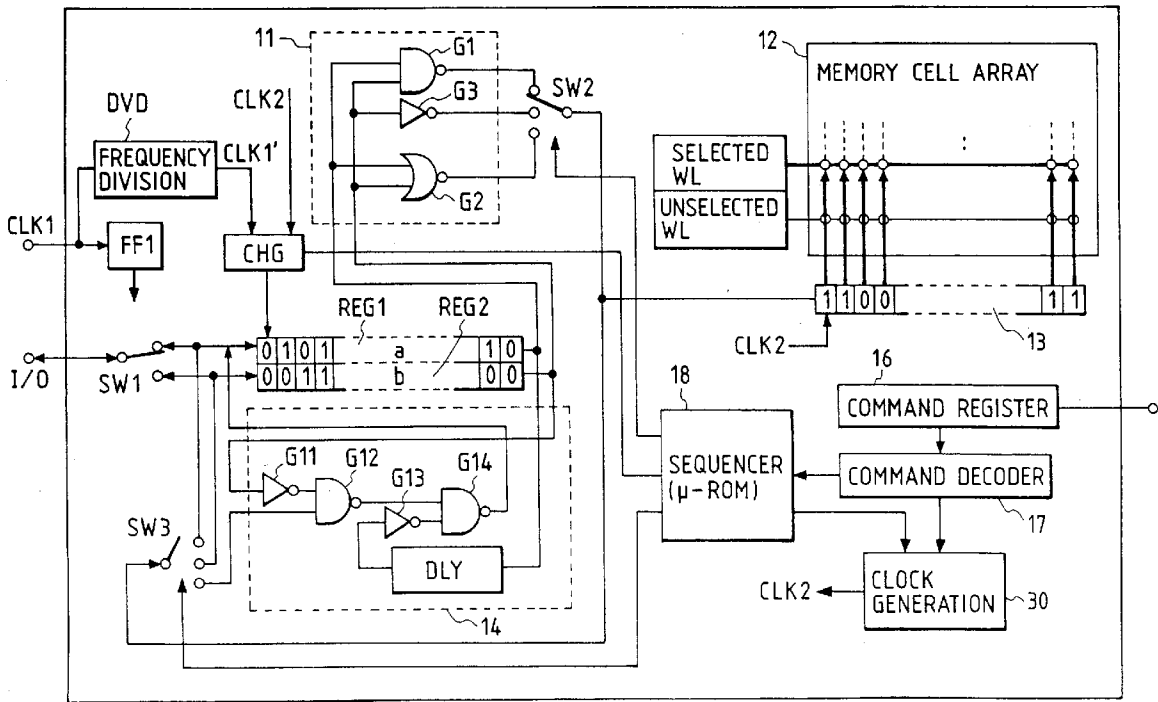 11
G1
G3
SW2
G2
12
MEMORY CELL ARRAY
SELECTED
WL
UNSELECTED
WL
DVD
FREQUENCY
DIVISION
CLK1'
CLK2
CLK1
FF1
CHG
REG1
REG2
0 1 0 1 a 1 0
0 0 1 1 b 0 0
I/O
SW1
1 1 0 0 1 1
CLK2
13
16
COMMAND REGISTER
18
SEQUENCER
(μ-ROM)
COMMAND DECODER
17
G11
G12
G13
G14
SW3
DLY
14
CLK2
CLOCK
GENERATION
30